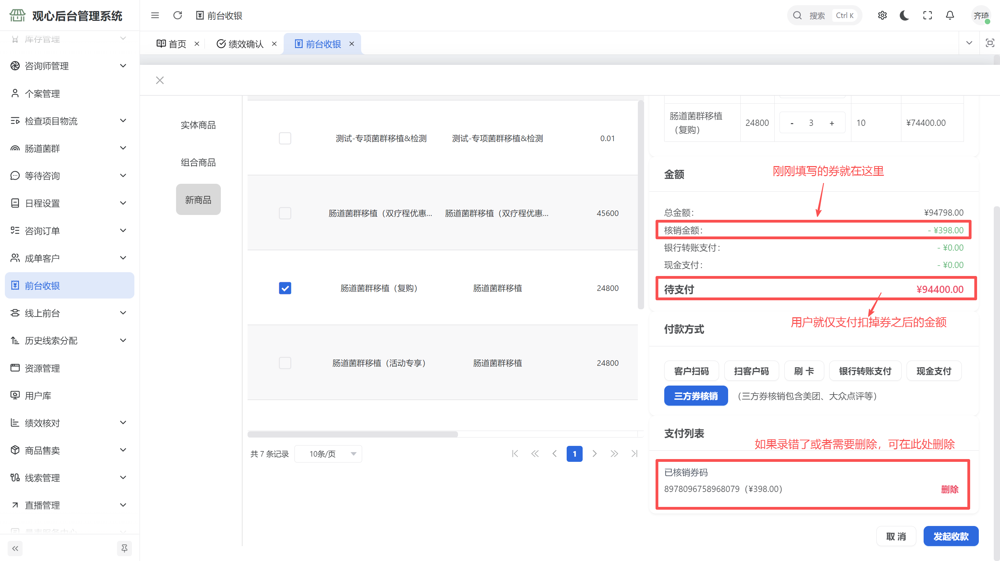 观心后台管理系统
前台收银
搜索
Ctrl K
齐琦
首页
绩效确认
前台收银
库存管理
咨询师管理
个案管理
检查项目物流
肠道菌群
等待咨询
日程设置
咨询订单
成单客户
前台收银
线上前台
历史线索分配
资源管理
用户库
绩效核对
商品售卖
线索管理
直播管理
实体商品
组合商品
新商品
测试-专项菌群移植&检测 测试-专项菌群移植&检测 0.01
肠道菌群移植（双疗程优惠... 肠道菌群移植（双疗程优惠... 45600
肠道菌群移植（复购） 肠道菌群移植 24800
肠道菌群移植（活动专享） 肠道菌群移植 24800
共 7 条记录
10条/页
1
肠道菌群移植
（复购）
24800 - 3 + 10 ¥74400.00
金额
刚刚填写的券就在这里
总金额： ¥94798.00
核销金额： - ¥398.00
银行转账支付： - ¥0.00
现金支付： - ¥0.00
待支付 ¥94400.00
用户就仅支付扣掉券之后的金额
付款方式
客户扫码
扫客户码
刷 卡
银行转账支付
现金支付
三方券核销
（三方券核销包含美团、大众点评等）
支付列表
如果录错了或者需要删除，可在此处删除
已核销券码
8978096758968079（¥398.00）
删除
取 消
发起收款